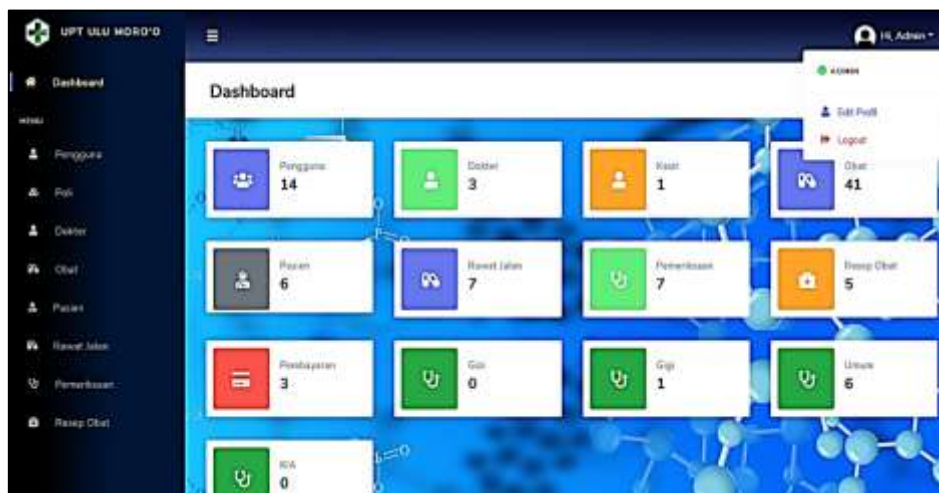 UPT ULU MORO'O
Hi, Admin
ADMIN
Edit Profil
Logout
Dashboard
MENU
Pengguna
Poli
Dokter
Obat
Pasien
Rawat Jalan
Pemeriksaan
Resep Obat
Dashboard
Pengguna
14
Dokter
3
Kasir
1
Obat
41
Pasien
6
Rawat Jalan
7
Pemeriksaan
7
Resep Obat
5
Pembayaran
3
Gizi
0
Gigi
1
Umum
6
KIA
0